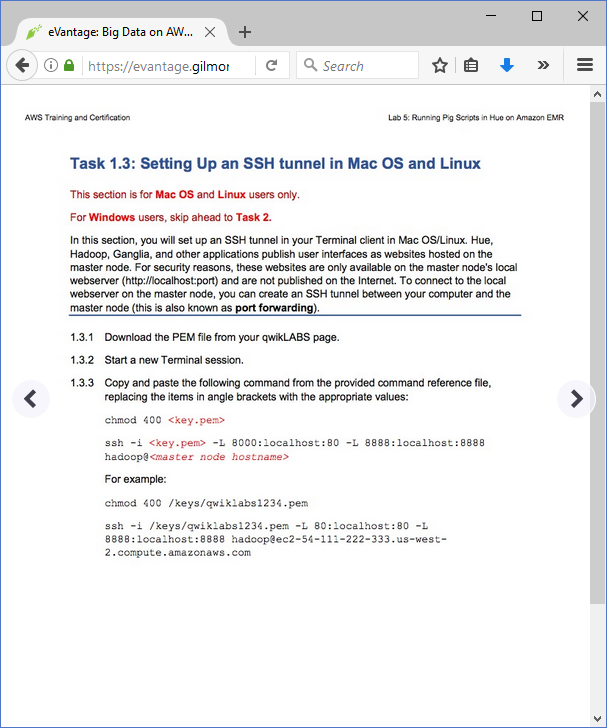 eVantage: Big Data on AW...
https://evantage.gilmor
Search
AWS Training and Certification
Lab 5: Running Pig Scripts in Hue on Amazon EMR
Task 1.3: Setting Up an SSH tunnel in Mac OS and Linux
This section is for Mac OS and Linux users only.
For Windows users, skip ahead to Task 2.
In this section, you will set up an SSH tunnel in your Terminal client in Mac OS/Linux. Hue,
Hadoop, Ganglia, and other applications publish user interfaces as websites hosted on the
master node. For security reasons, these websites are only available on the master node's local
webserver (http://localhost:port) and are not published on the Internet. To connect to the local
webserver on the master node, you can create an SSH tunnel between your computer and the
master node (this is also known as port forwarding).
1.3.1 Download the PEM file from your qwikLABS page.
1.3.2 Start a new Terminal session.
1.3.3 Copy and paste the following command from the provided command reference file,
replacing the items in angle brackets with the appropriate values:
chmod 400 <key.pem>
ssh -i <key.pem> -L 8000:localhost:80 -L 8888:localhost:8888
hadoop@<master node hostname>
For example:
chmod 400 /keys/qwiklabs1234.pem
ssh -i /keys/qwiklabs1234.pem -L 80:localhost:80 -L
8888:localhost:8888 hadoop@ec2-54-111-222-333.us-west-
2.compute.amazonaws.com